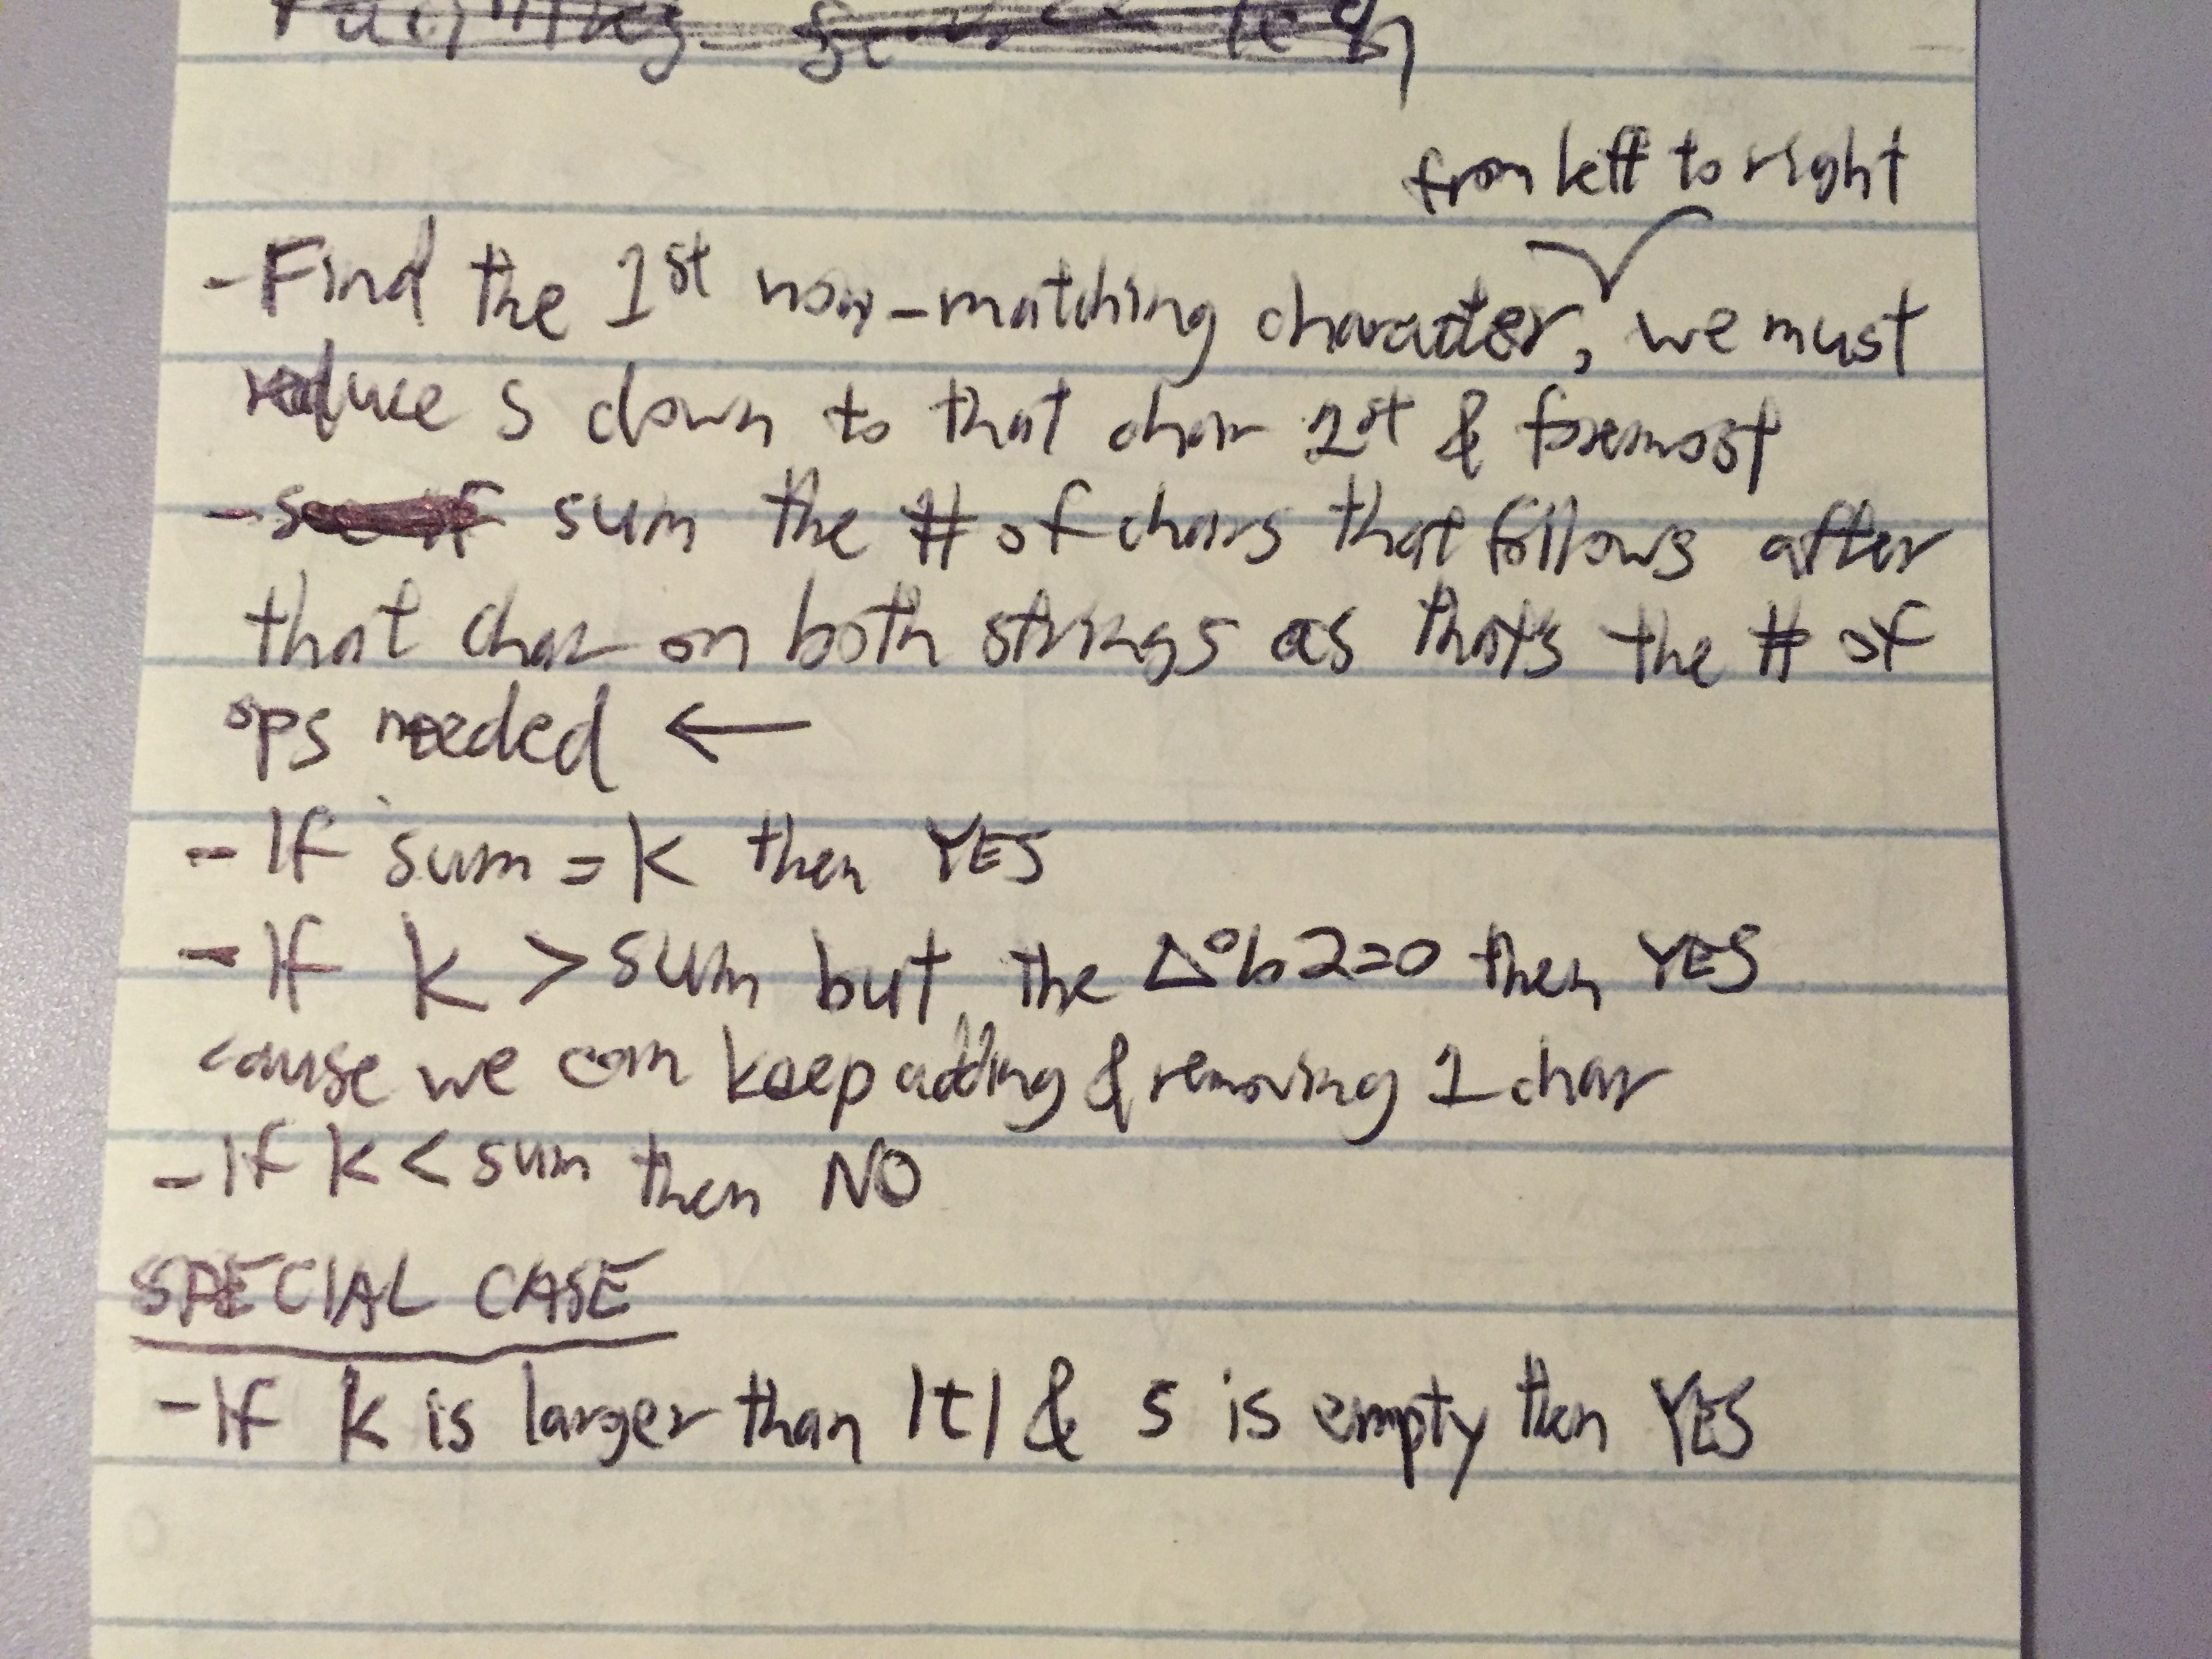 from left to right
- Find the 1st non-matching character, we must
reduce s down to that char 1st & foremost
- sum the # of chars that follows after
that char on both strings as that's the # of
ops needed ←
- If sum = k then YES
- If k > sum but the Δ%2=0 then YES
cause we can keep adding & removing 1 char
- If k < sum then NO
SPECIAL CASE
- If k is larger than |t| & s is empty then YES